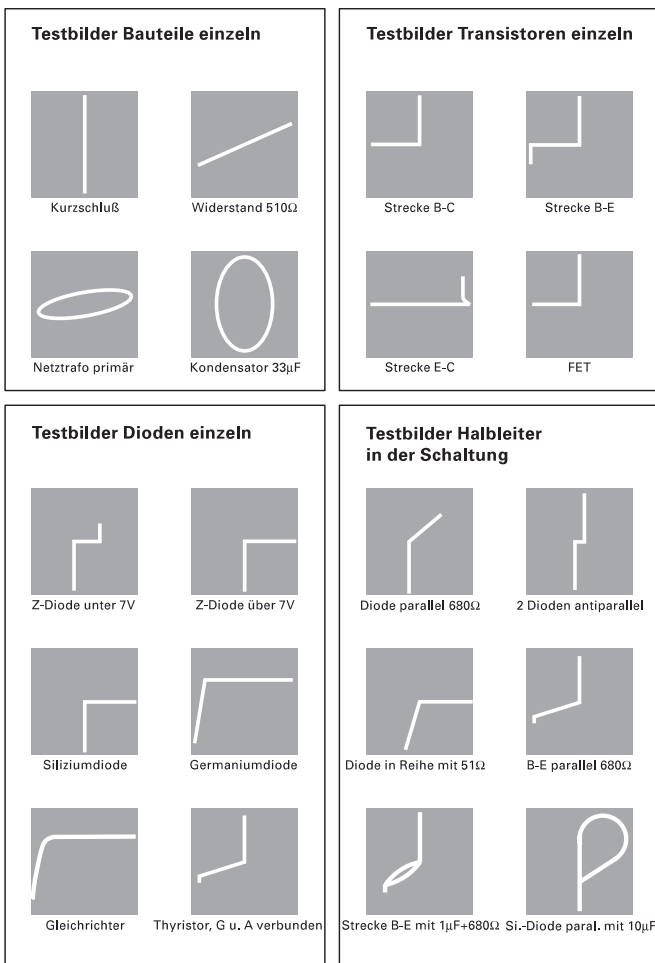 Testbilder Bauteile einzeln
Kurzschluß
Widerstand 510Ω
Netztrafo primär
Kondensator 33µF
Testbilder Transistoren einzeln
Strecke B-C
Strecke B-E
Strecke E-C
FET
Testbilder Dioden einzeln
Z-Diode unter 7V
Z-Diode über 7V
Siliziumdiode
Germaniumdiode
Gleichrichter
Thyristor, G u. A verbunden
Testbilder Halbleiter
in der Schaltung
Diode parallel 680Ω
2 Dioden antiparallel
Diode in Reihe mit 51Ω
B-E parallel 680Ω
Strecke B-E mit 1µF+680Ω
Si.-Diode paral. mit 10µF